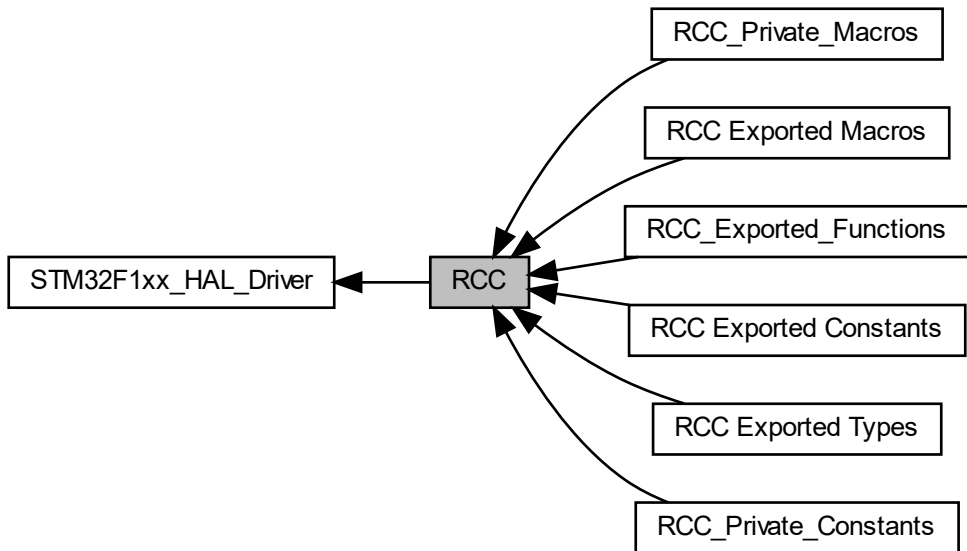 RCC_Private_Macros
RCC Exported Macros
RCC_Exported_Functions
STM32F1xx_HAL_Driver
RCC
RCC Exported Constants
RCC Exported Types
RCC_Private_Constants